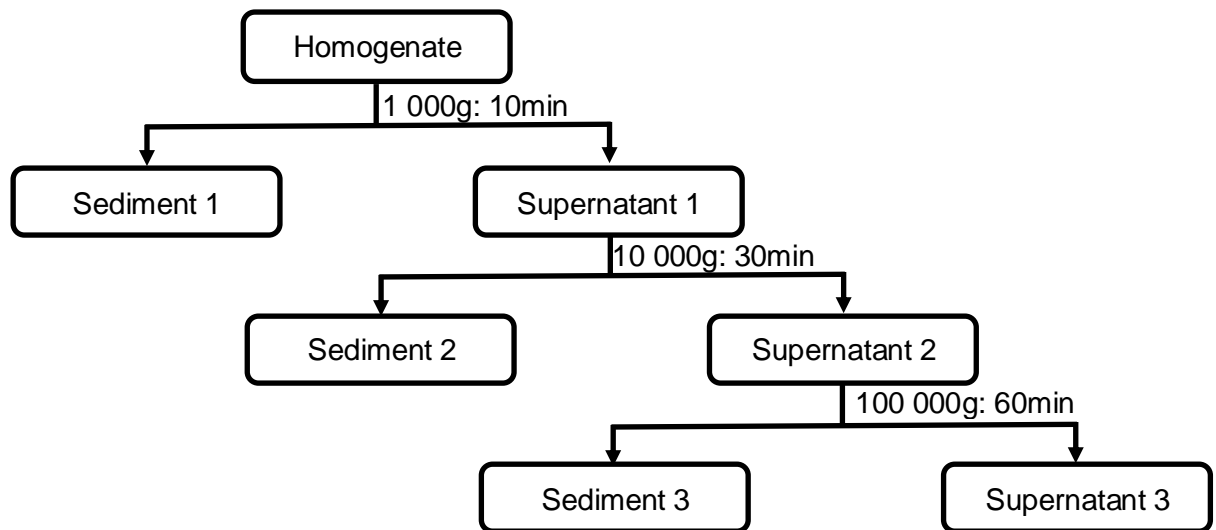 Homogenate
1 000g: 10min
Sediment 1
Supernatant 1
10 000g: 30min
Sediment 2
Supernatant 2
100 000g: 60min
Sediment 3
Supernatant 3